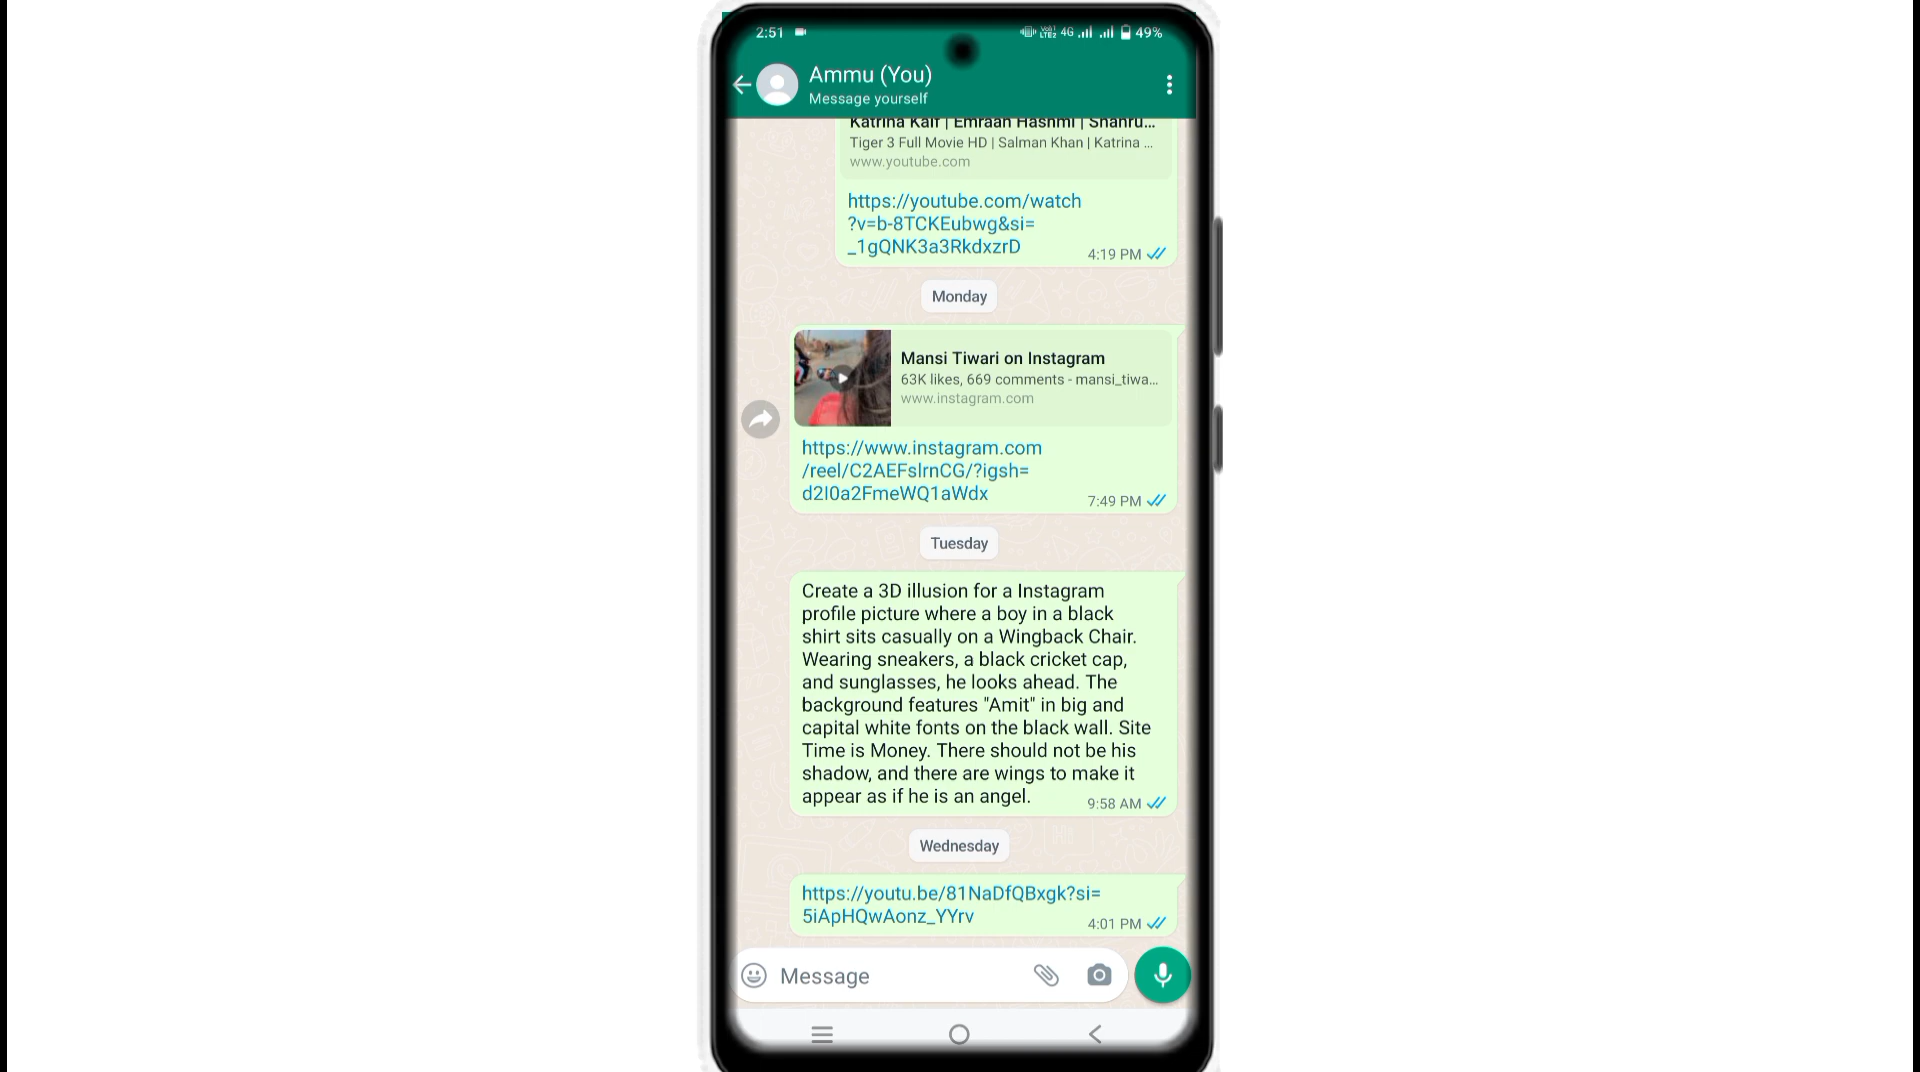 2:51 4G 49%
Ammu (You)
Message yourself
Katrina Kaif | Emraan Hashmi | Shahru...
Tiger 3 Full Movie HD | Salman Khan | Katrina ...
www.youtube.com
https://youtube.com/watch
?v=b-8TCKEubwg&si=
_1gQNK3a3RkdxzrD
4:19 PM
Monday
Mansi Tiwari on Instagram
63K likes, 669 comments - mansi_tiwa...
www.instagram.com
https://www.instagram.com
/reel/C2AEFslrnCG/?igsh=
d2l0a2FmeWQ1aWdx
7:49 PM
Tuesday
Create a 3D illusion for a Instagram
profile picture where a boy in a black
shirt sits casually on a Wingback Chair.
Wearing sneakers, a black cricket cap,
and sunglasses, he looks ahead. The
background features "Amit" in big and
capital white fonts on the black wall. Site
Time is Money. There should not be his
shadow, and there are wings to make it
appear as if he is an angel.
9:58 AM
Wednesday
https://youtu.be/81NaDfQBxgk?si=
5iApHQwAonz_YYrv
4:01 PM
Message